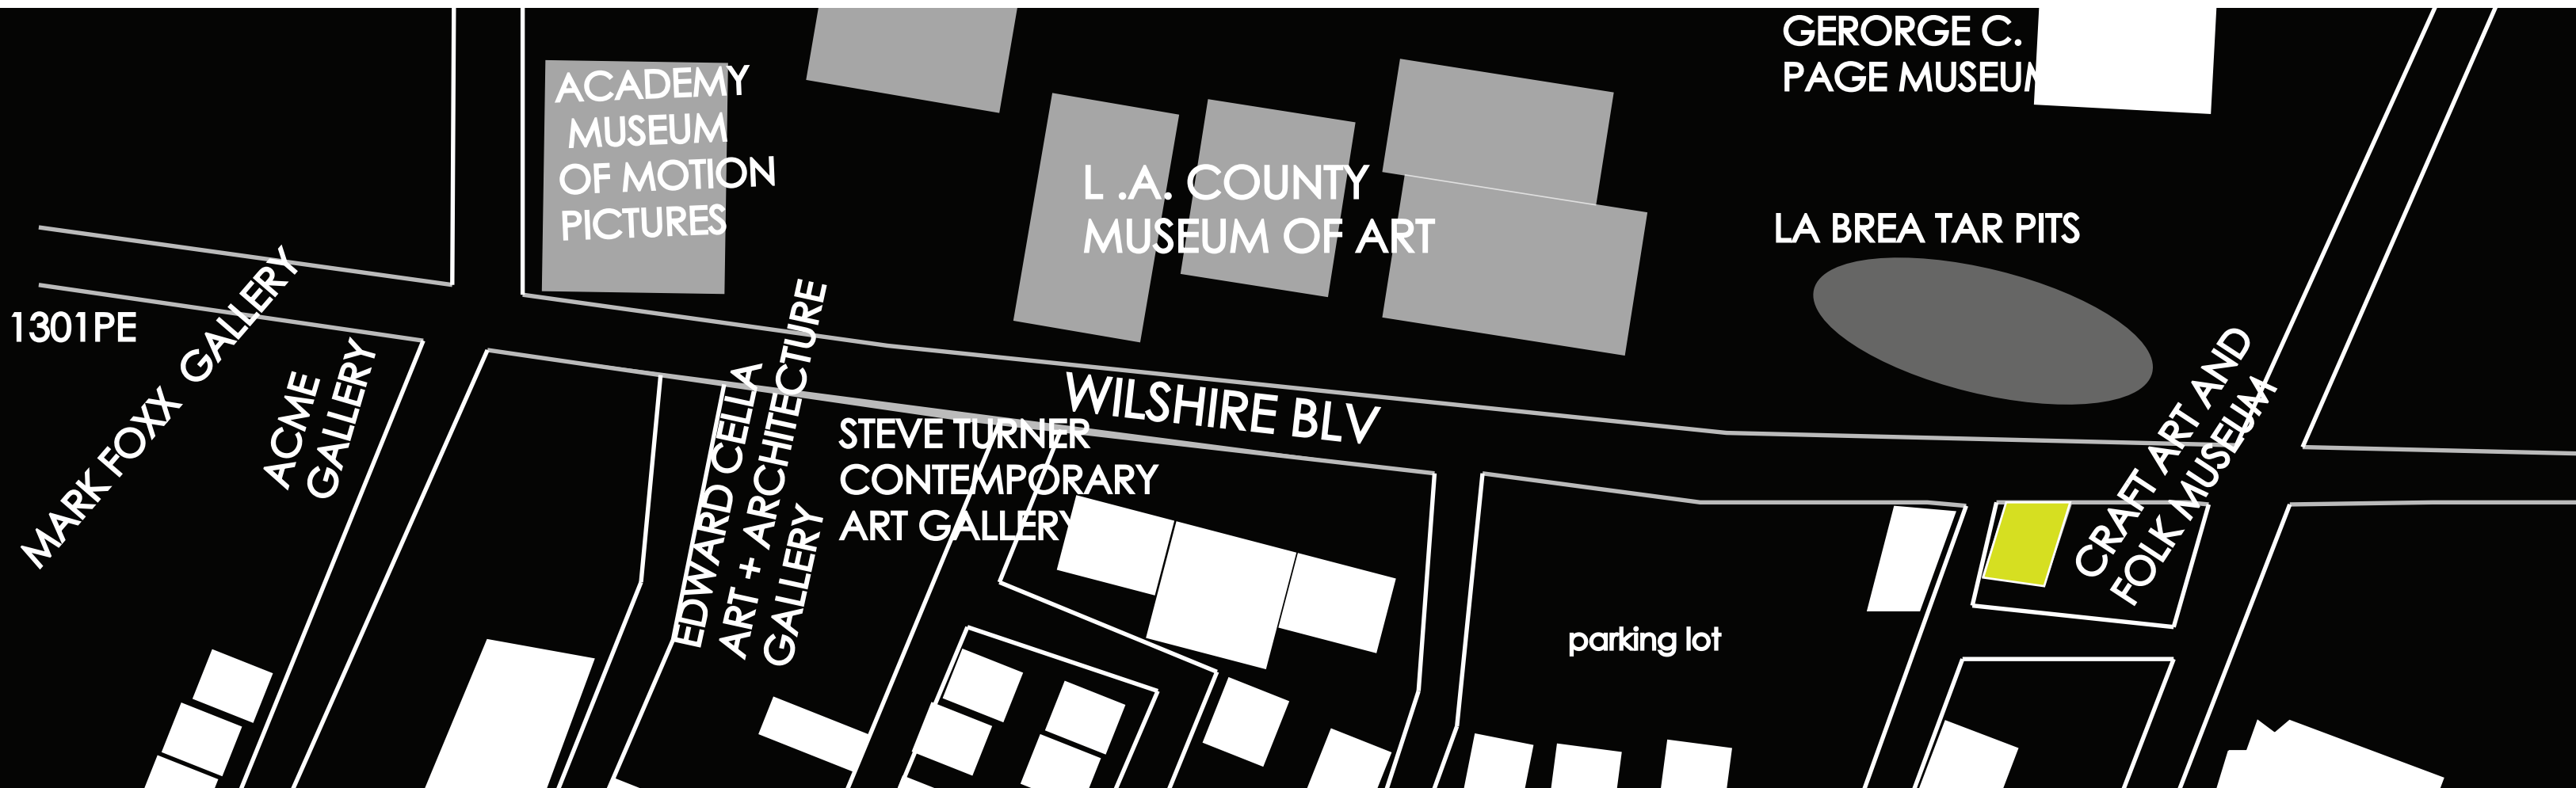 GERORGE C.
PAGE MUSEUM
ACADEMY
MUSEUM
OF MOTION
PICTURES
L .A. COUNTY
MUSEUM OF ART
LA BREA TAR PITS
1301PE
MARK FOXX GALLERY
ACME
GALLERY
EDWARD CELLA
ART + ARCHITECTURE
GALLERY
WILSHIRE BLV
STEVE TURNER
CONTEMPORARY
ART GALLERY
CRAFT ART AND
FOLK MUSEUM
parking lot